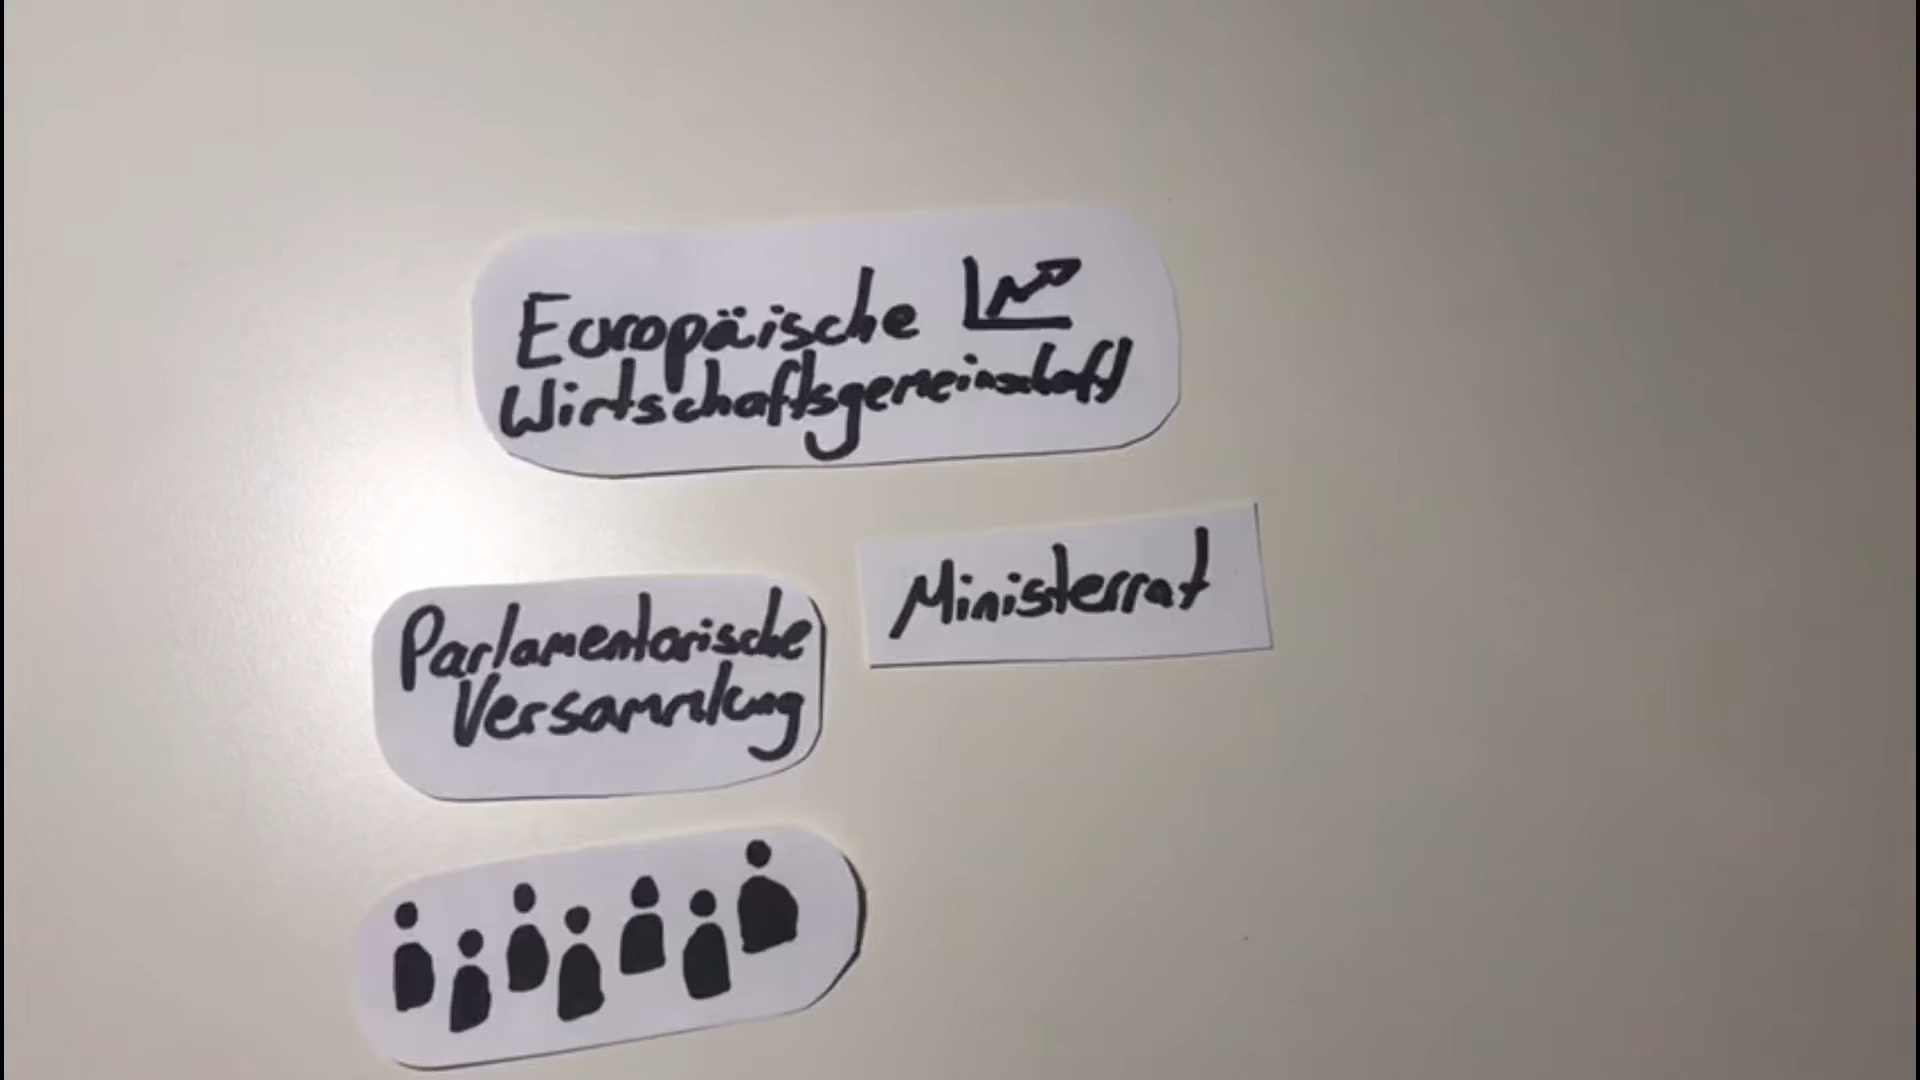 Europäische
Wirtschaftsgemeinschaft
Ministerrat
Parlamentarische
Versammlung